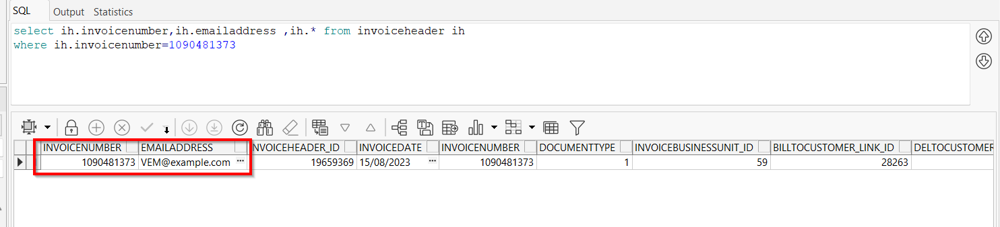 SQL Output Statistics
select ih.invoicenumber,ih.emailaddress ,ih.* from invoiceheader ih
where ih.invoicenumber=1090481373
INVOICENUMBER EMAILADDRESS NVOICEHEADER_ID INVOICEDATE INVOICENUMBER DOCUMENTTYPE INVOICEBUSINESSUNIT_ID BILLTOCUSTOMER_LINK_ID DELTOCUSTOMER
1090481373 VEM@example.com ··· 19659369 15/08/2023 ··· 1090481373 1 59 28263